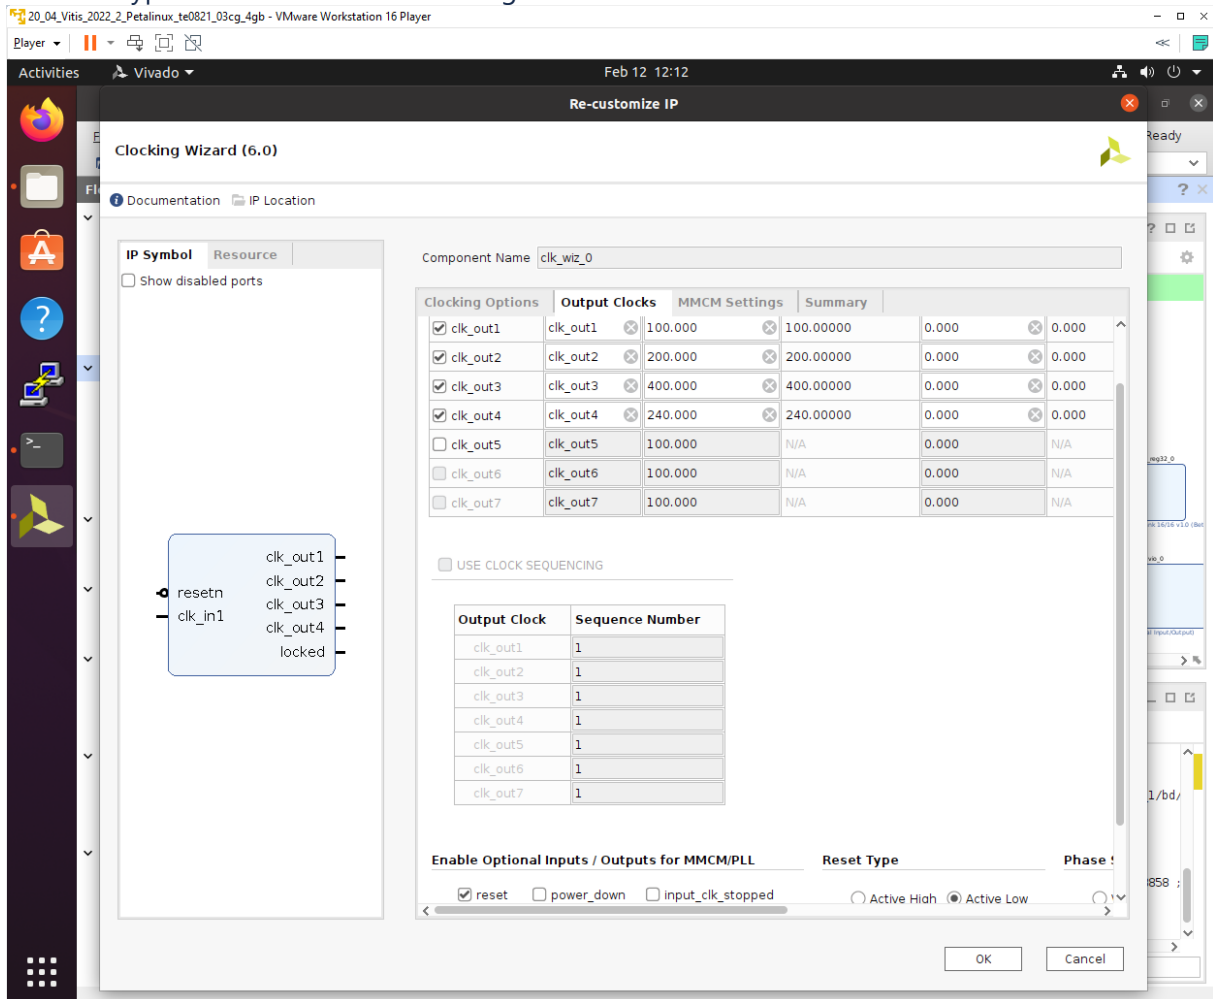 20_04_Vitis_2022_2_Petalinux_te0821_03cg_4gb - VMware Workstation 16 Player
Player
Activities
Vivado
Feb 12 12:12
Re-customize IP
Ready
Clocking Wizard (6.0)
Documentation
IP Location
IP Symbol
Resource
Show disabled ports
resetn
clk_in1
clk_out1
clk_out2
clk_out3
clk_out4
locked
Component Name
clk_wiz_0
Clocking Options
Output Clocks
MMCM Settings
Summary
clk_out1 clk_out1 100.000 100.00000 0.000 0.000
clk_out2 clk_out2 200.000 200.00000 0.000 0.000
clk_out3 clk_out3 400.000 400.00000 0.000 0.000
clk_out4 clk_out4 240.000 240.00000 0.000 0.000
clk_out5 clk_out5 100.000 N/A 0.000 N/A
clk_out6 clk_out6 100.000 N/A 0.000 N/A
clk_out7 clk_out7 100.000 N/A 0.000 N/A
USE CLOCK SEQUENCING
Output Clock Sequence Number
clk_out1 1
clk_out2 1
clk_out3 1
clk_out4 1
clk_out5 1
clk_out6 1
clk_out7 1
Enable Optional Inputs / Outputs for MMCM/PLL
Reset Type
Phase
reset
power_down
input_clk_stopped
Active High
Active Low
OK
Cancel
_reg32_0
vio_0
1/bd/
858 ;